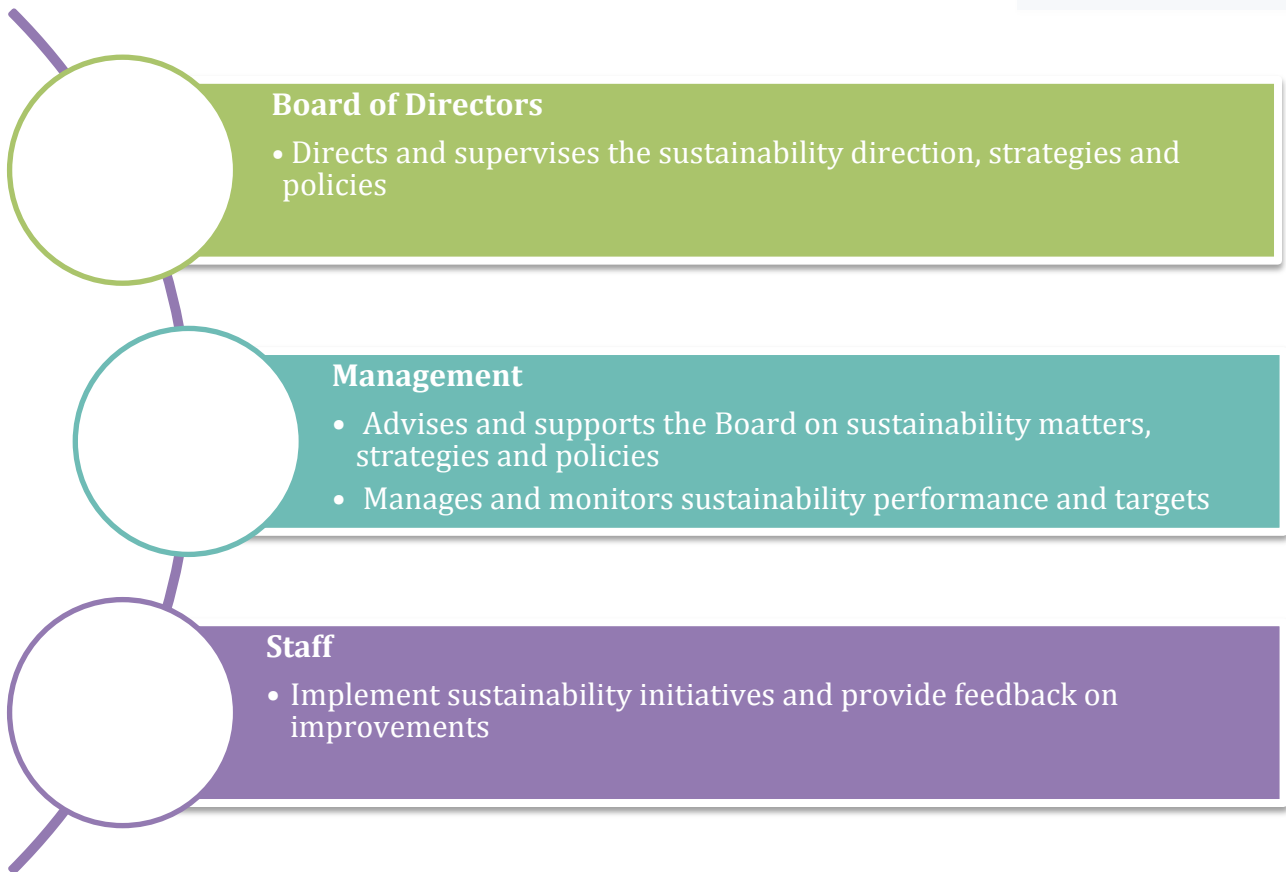 Board of Directors
• Directs and supervises the sustainability direction, strategies and
policies
Management
• Advises and supports the Board on sustainability matters,
strategies and policies
• Manages and monitors sustainability performance and targets
Staff
• Implement sustainability initiatives and provide feedback on
improvements